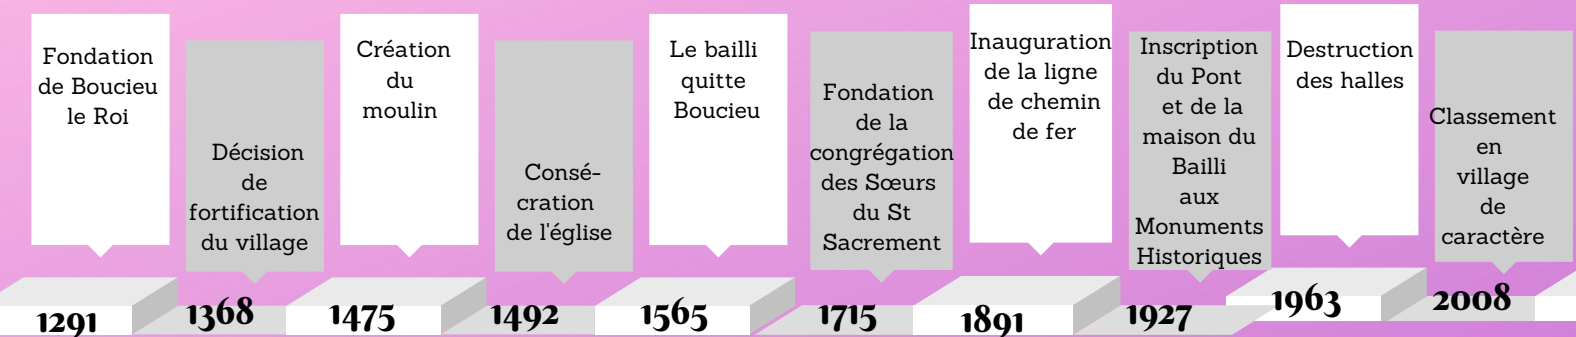 Fondation
de Boucieu
le Roi
1291
Décision
de
fortification
du village
1368
Création
du
moulin
1475
Consé-
cration
de l'église
1492
Le bailli
quitte
Boucieu
1565
Fondation
de la
congrégation
des Sœurs
du St
Sacrement
1715
Inauguration
de la ligne
de chemin
de fer
1891
Inscription
du Pont
et de la
maison du
Bailli
aux
Monuments
Historiques
1927
Destruction
des halles
1963
Classement
en
village
de
caractère
2008